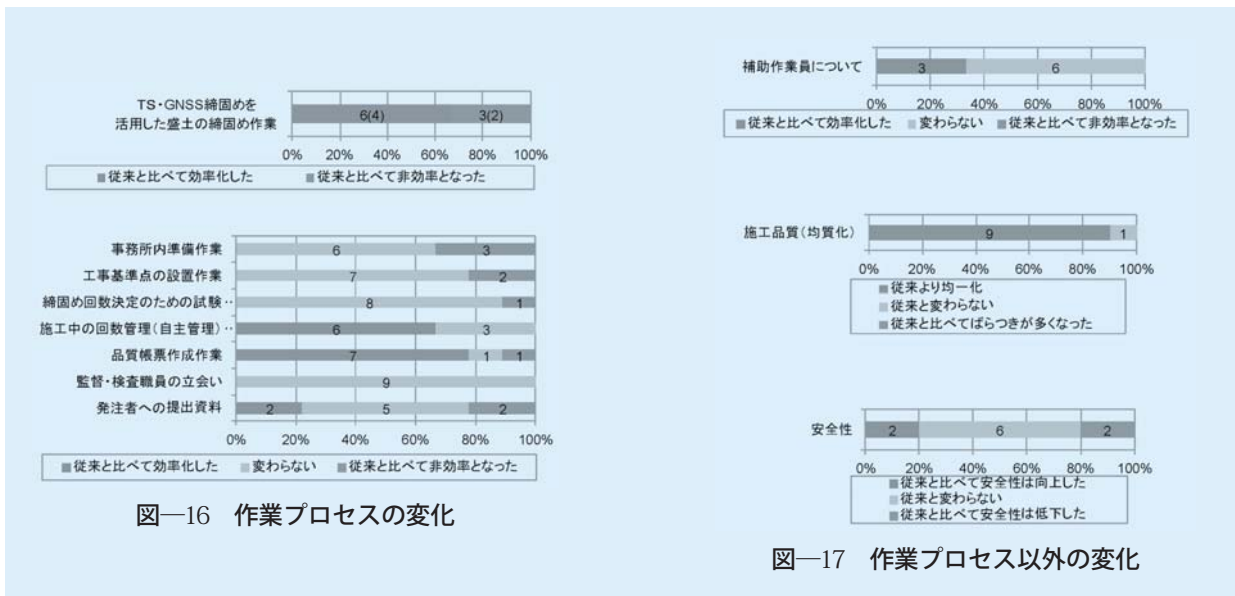 TS・GNSS締固めを
活用した盛土の締固め作業
6(4) 3(2)
0% 20% 40% 60% 80% 100%
■従来と比べて効率化した ■従来と比べて非効率となった
事務所内準備作業 6 3
工事基準点の設置作業 7 2
締固め回数決定のための試験‥ 8 1
施工中の回数管理(自主管理)‥ 6 3
品質帳票作成作業 7 1 1
監督・検査職員の立会い 9
発注者への提出資料 2 5 2
0% 20% 40% 60% 80% 100%
■従来と比べて効率化した ■変わらない ■従来と比べて非効率となった
図―16 作業プロセスの変化
補助作業員について 3 6
0% 20% 40% 60% 80% 100%
■従来と比べて効率化した ■変わらない ■従来と比べて非効率となった
施工品質(均質化) 9 1
0% 20% 40% 60% 80% 100%
■従来より均一化
■従来と変わらない
■従来と比べてばらつきが多くなった
安全性 2 6 2
0% 20% 40% 60% 80% 100%
■従来と比べて安全性は向上した
■従来と変わらない
■従来と比べて安全性は低下した
図―17 作業プロセス以外の変化